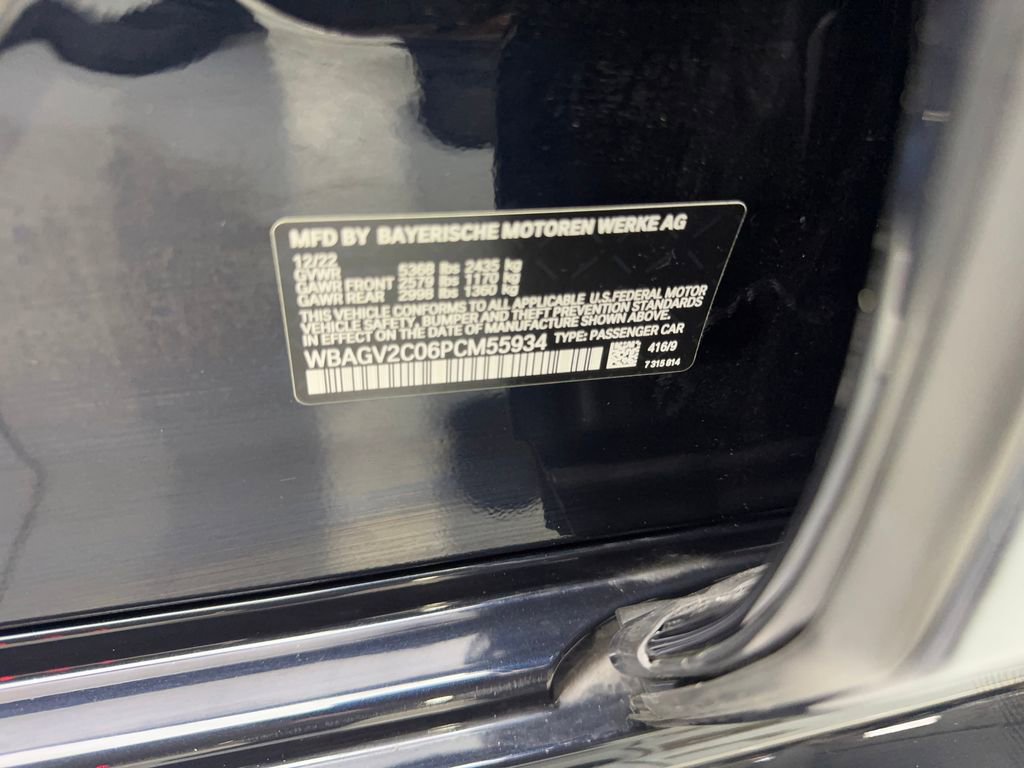 MFD BY BAYERISCHE MOTOREN WERKE AG
12/22
GVWR 5368 lbs 2435 kg
GAWR FRONT 2579 lbs 1170 kg
GAWR REAR 2998 lbs 1360 kg
THIS VEHICLE CONFORMS TO ALL APPLICABLE U.S.FEDERAL MOTOR
VEHICLE SAFETY, BUMPER, AND THEFT PREVENTION STANDARDS
IN EFFECT ON THE DATE OF MANUFACTURE SHOWN ABOVE.
WBAGV2C06PCM55934 TYPE: PASSENGER CAR
416/9
7 315 814